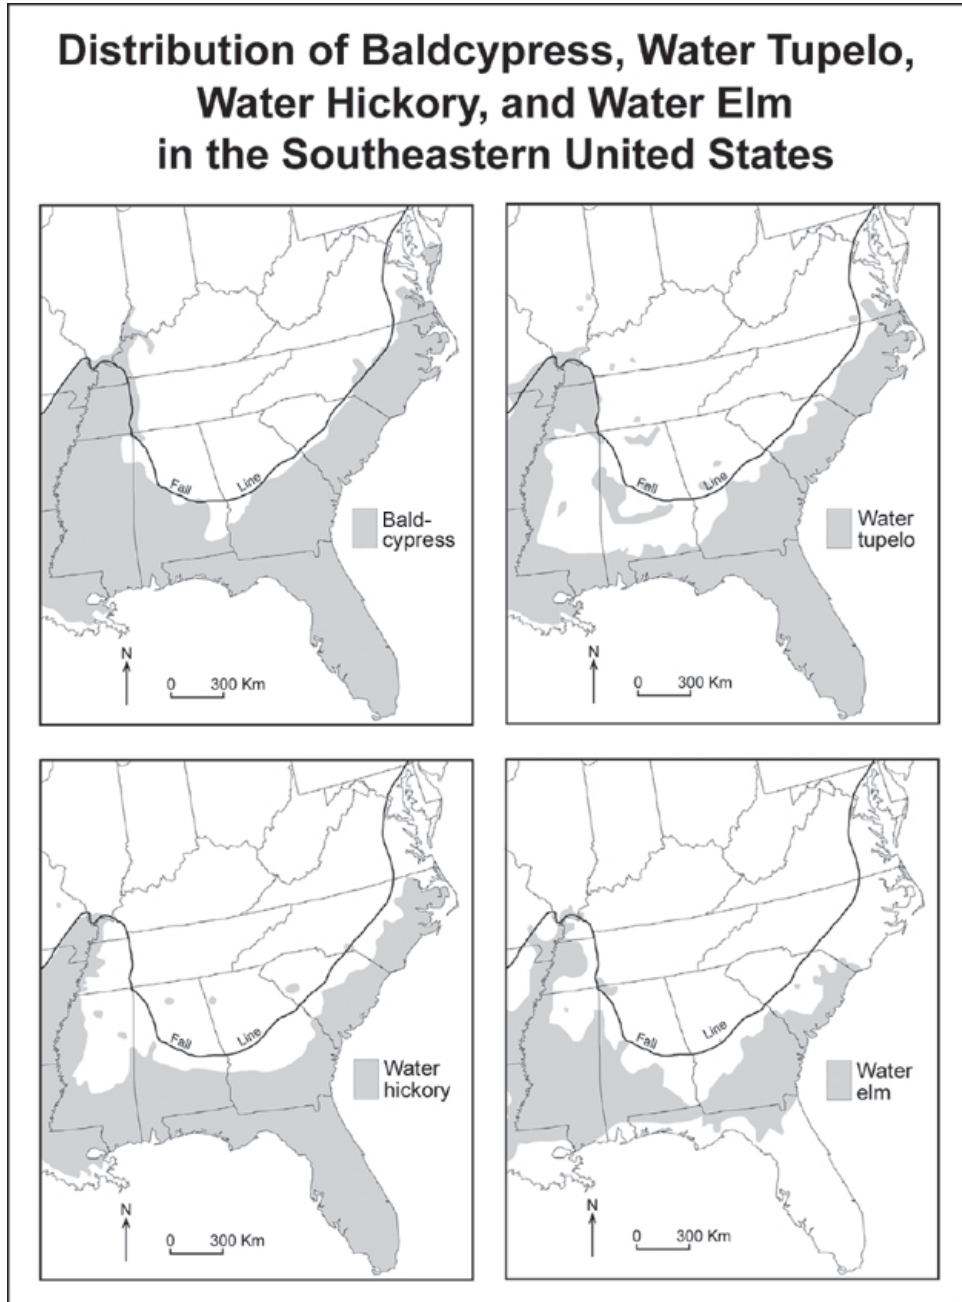 Distribution of Baldcypress, Water Tupelo,
Water Hickory, and Water Elm
in the Southeastern United States
Fall Line
Bald-
cypress
N
0 300 Km
Fall Line
Water
tupelo
N
0 300 Km
Fall Line
Water
hickory
N
0 300 Km
Fall Line
Water
elm
N
0 300 Km